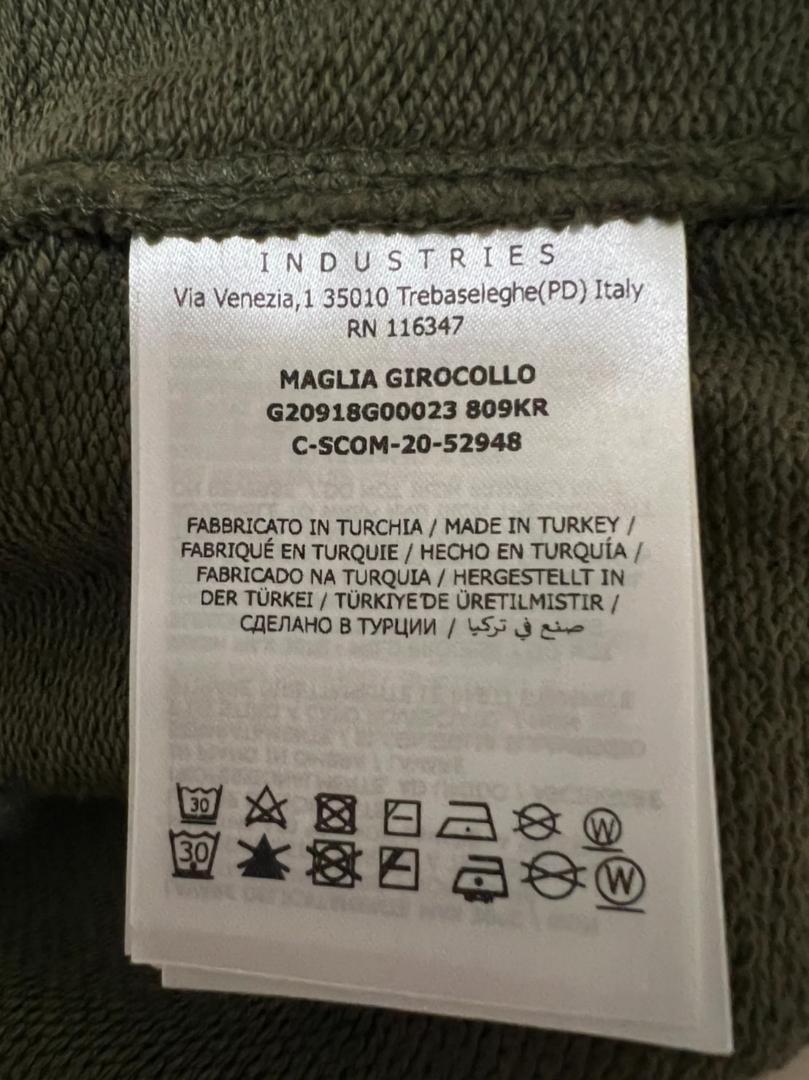 INDUSTRIES
Via Venezia,1 35010 Trebaseleghe(PD) Italy
RN 116347
MAGLIA GIROCOLLO
G20918G00023 809KR
C-SCOM-20-52948
FABBRICATO IN TURCHIA / MADE IN TURKEY /
FABRIQUÉ EN TURQUIE / HECHO EN TURQUÍA /
FABRICADO NA TURQUIA / HERGESTELLT IN
DER TÜRKEI / TÜRKIYE'DE ÜRETILMISTIR /
СДЕЛАНО В ТУРЦИИ / صنع في تركيا
30 W
30 W